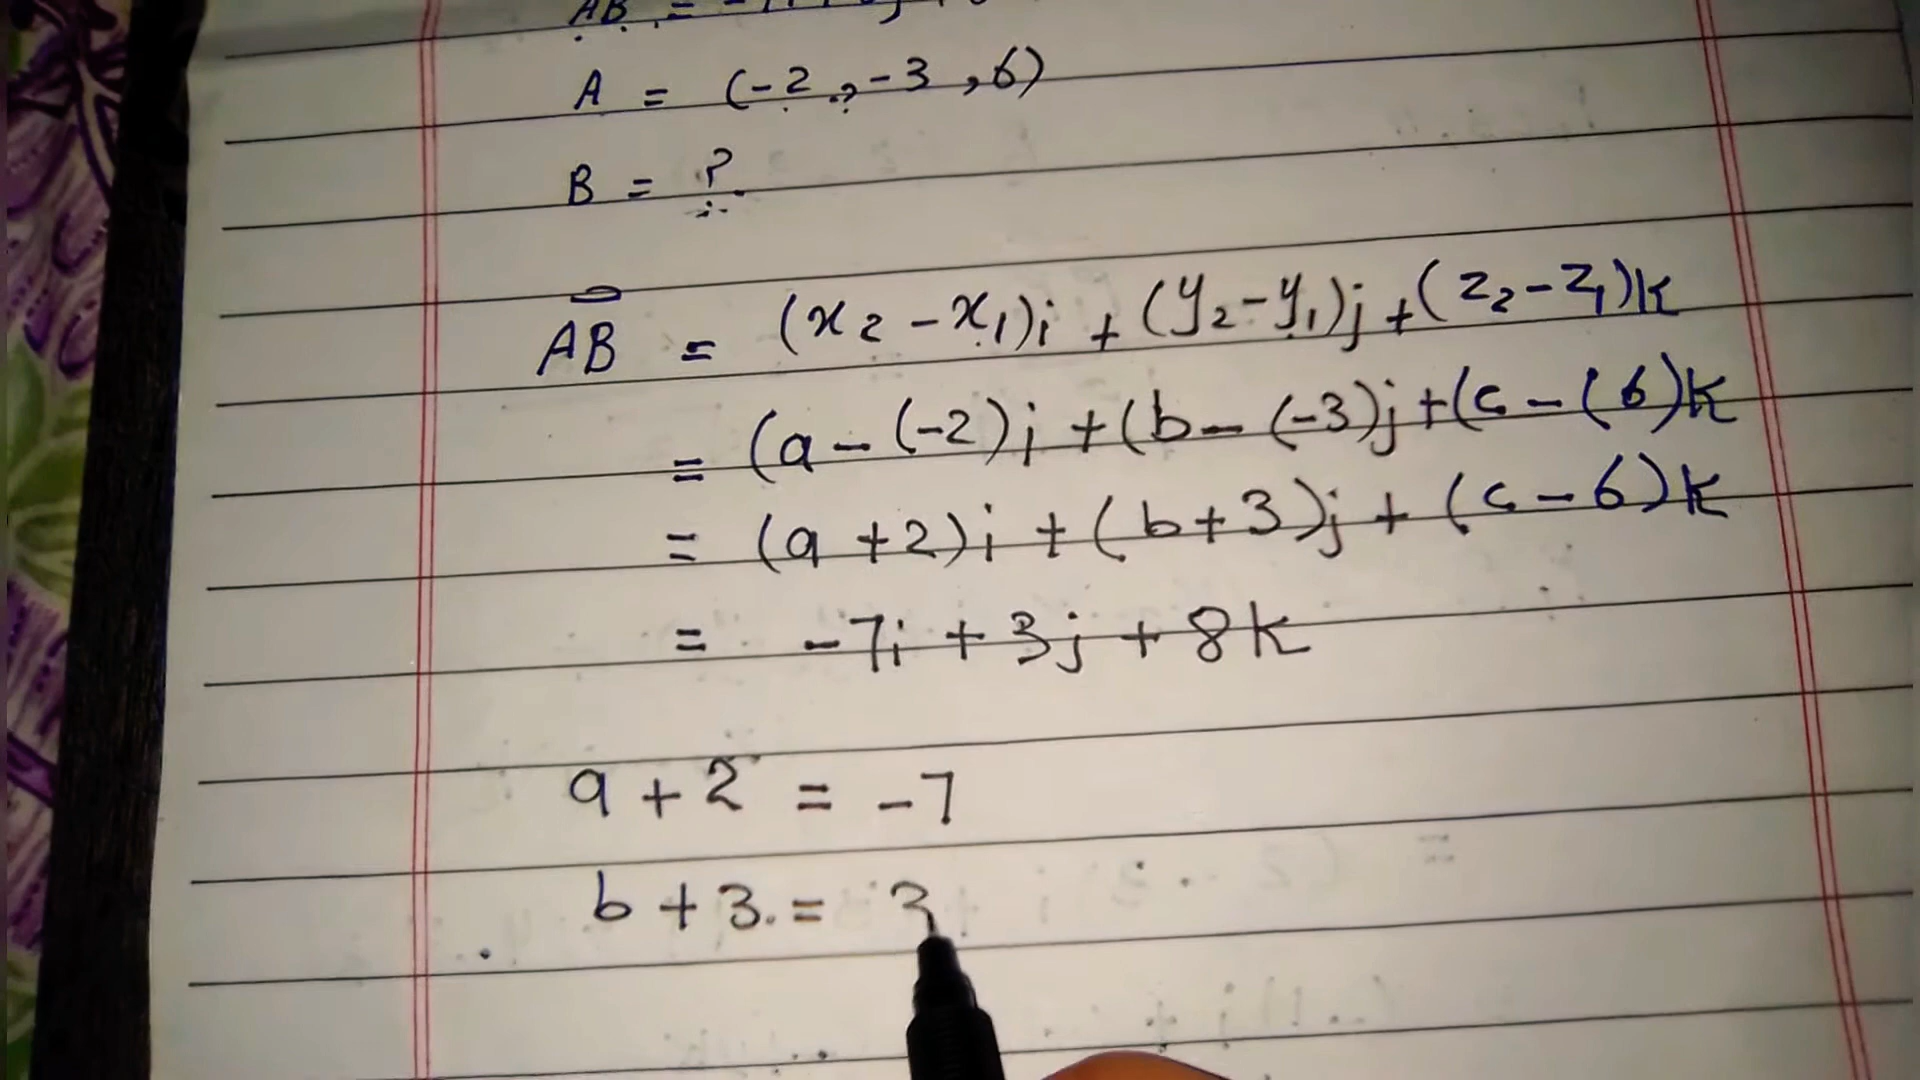 A = (-2 , -3 , 6)
B = ?
AB = (x₂ - x₁)i + (y₂ - y₁)j + (z₂ - z₁)k
= (a - (-2)i + (b - (-3)j + (c - (6)k
= (a + 2)i + (b + 3)j + (c - 6)k
= -7i + 3j + 8k
a + 2 = -7
b + 3 = 3